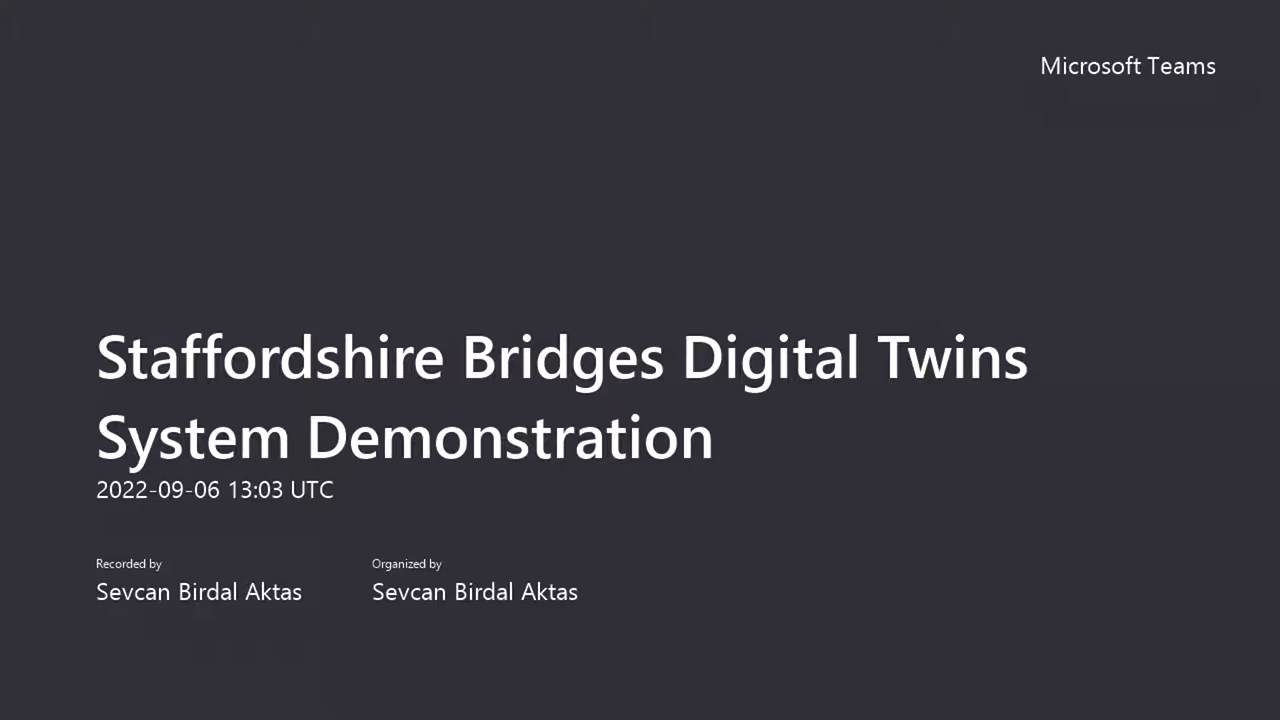 Microsoft Teams
Staffordshire Bridges Digital Twins
System Demonstration
2022-09-06 13:03 UTC
Recorded by
Sevcan Birdal Aktas
Organized by
Sevcan Birdal Aktas